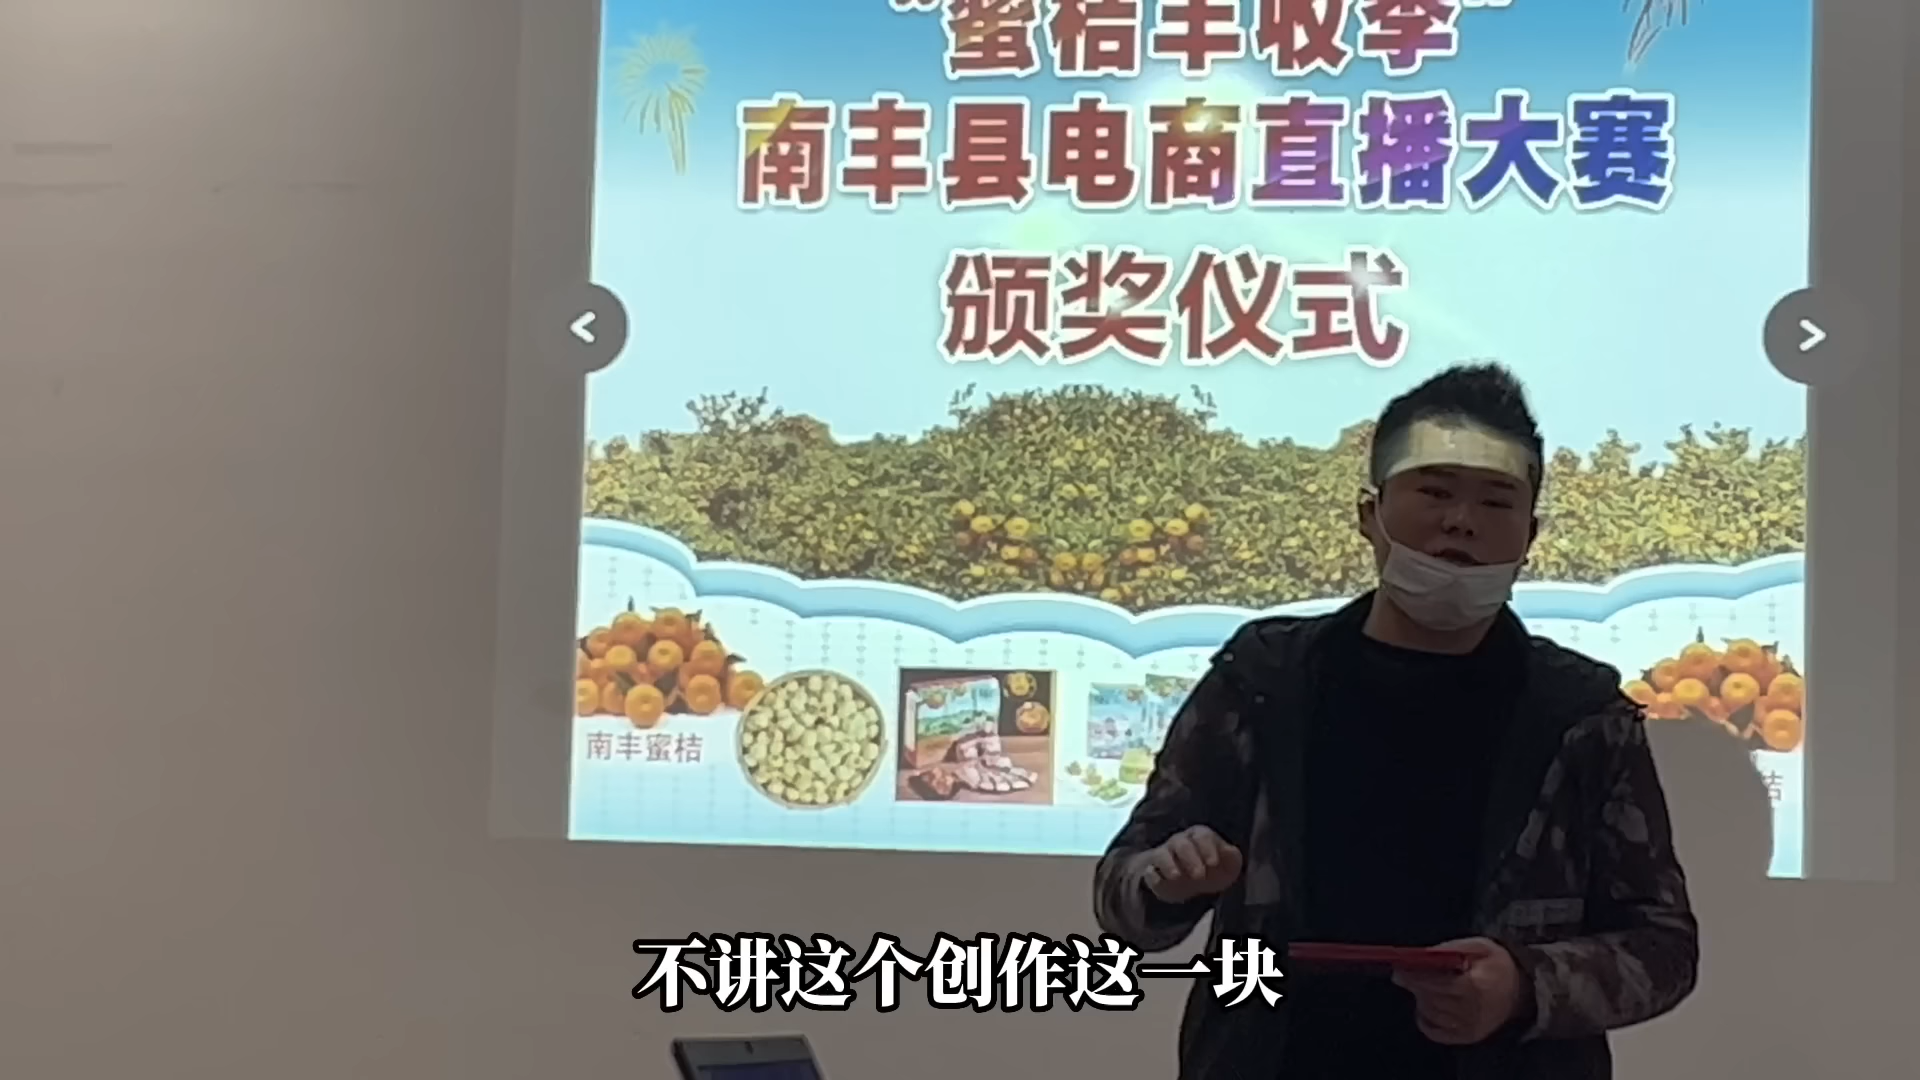 “蜜桔丰收季”
南丰县电商直播大赛
颁奖仪式
南丰蜜桔
桔
不讲这个创作这一块